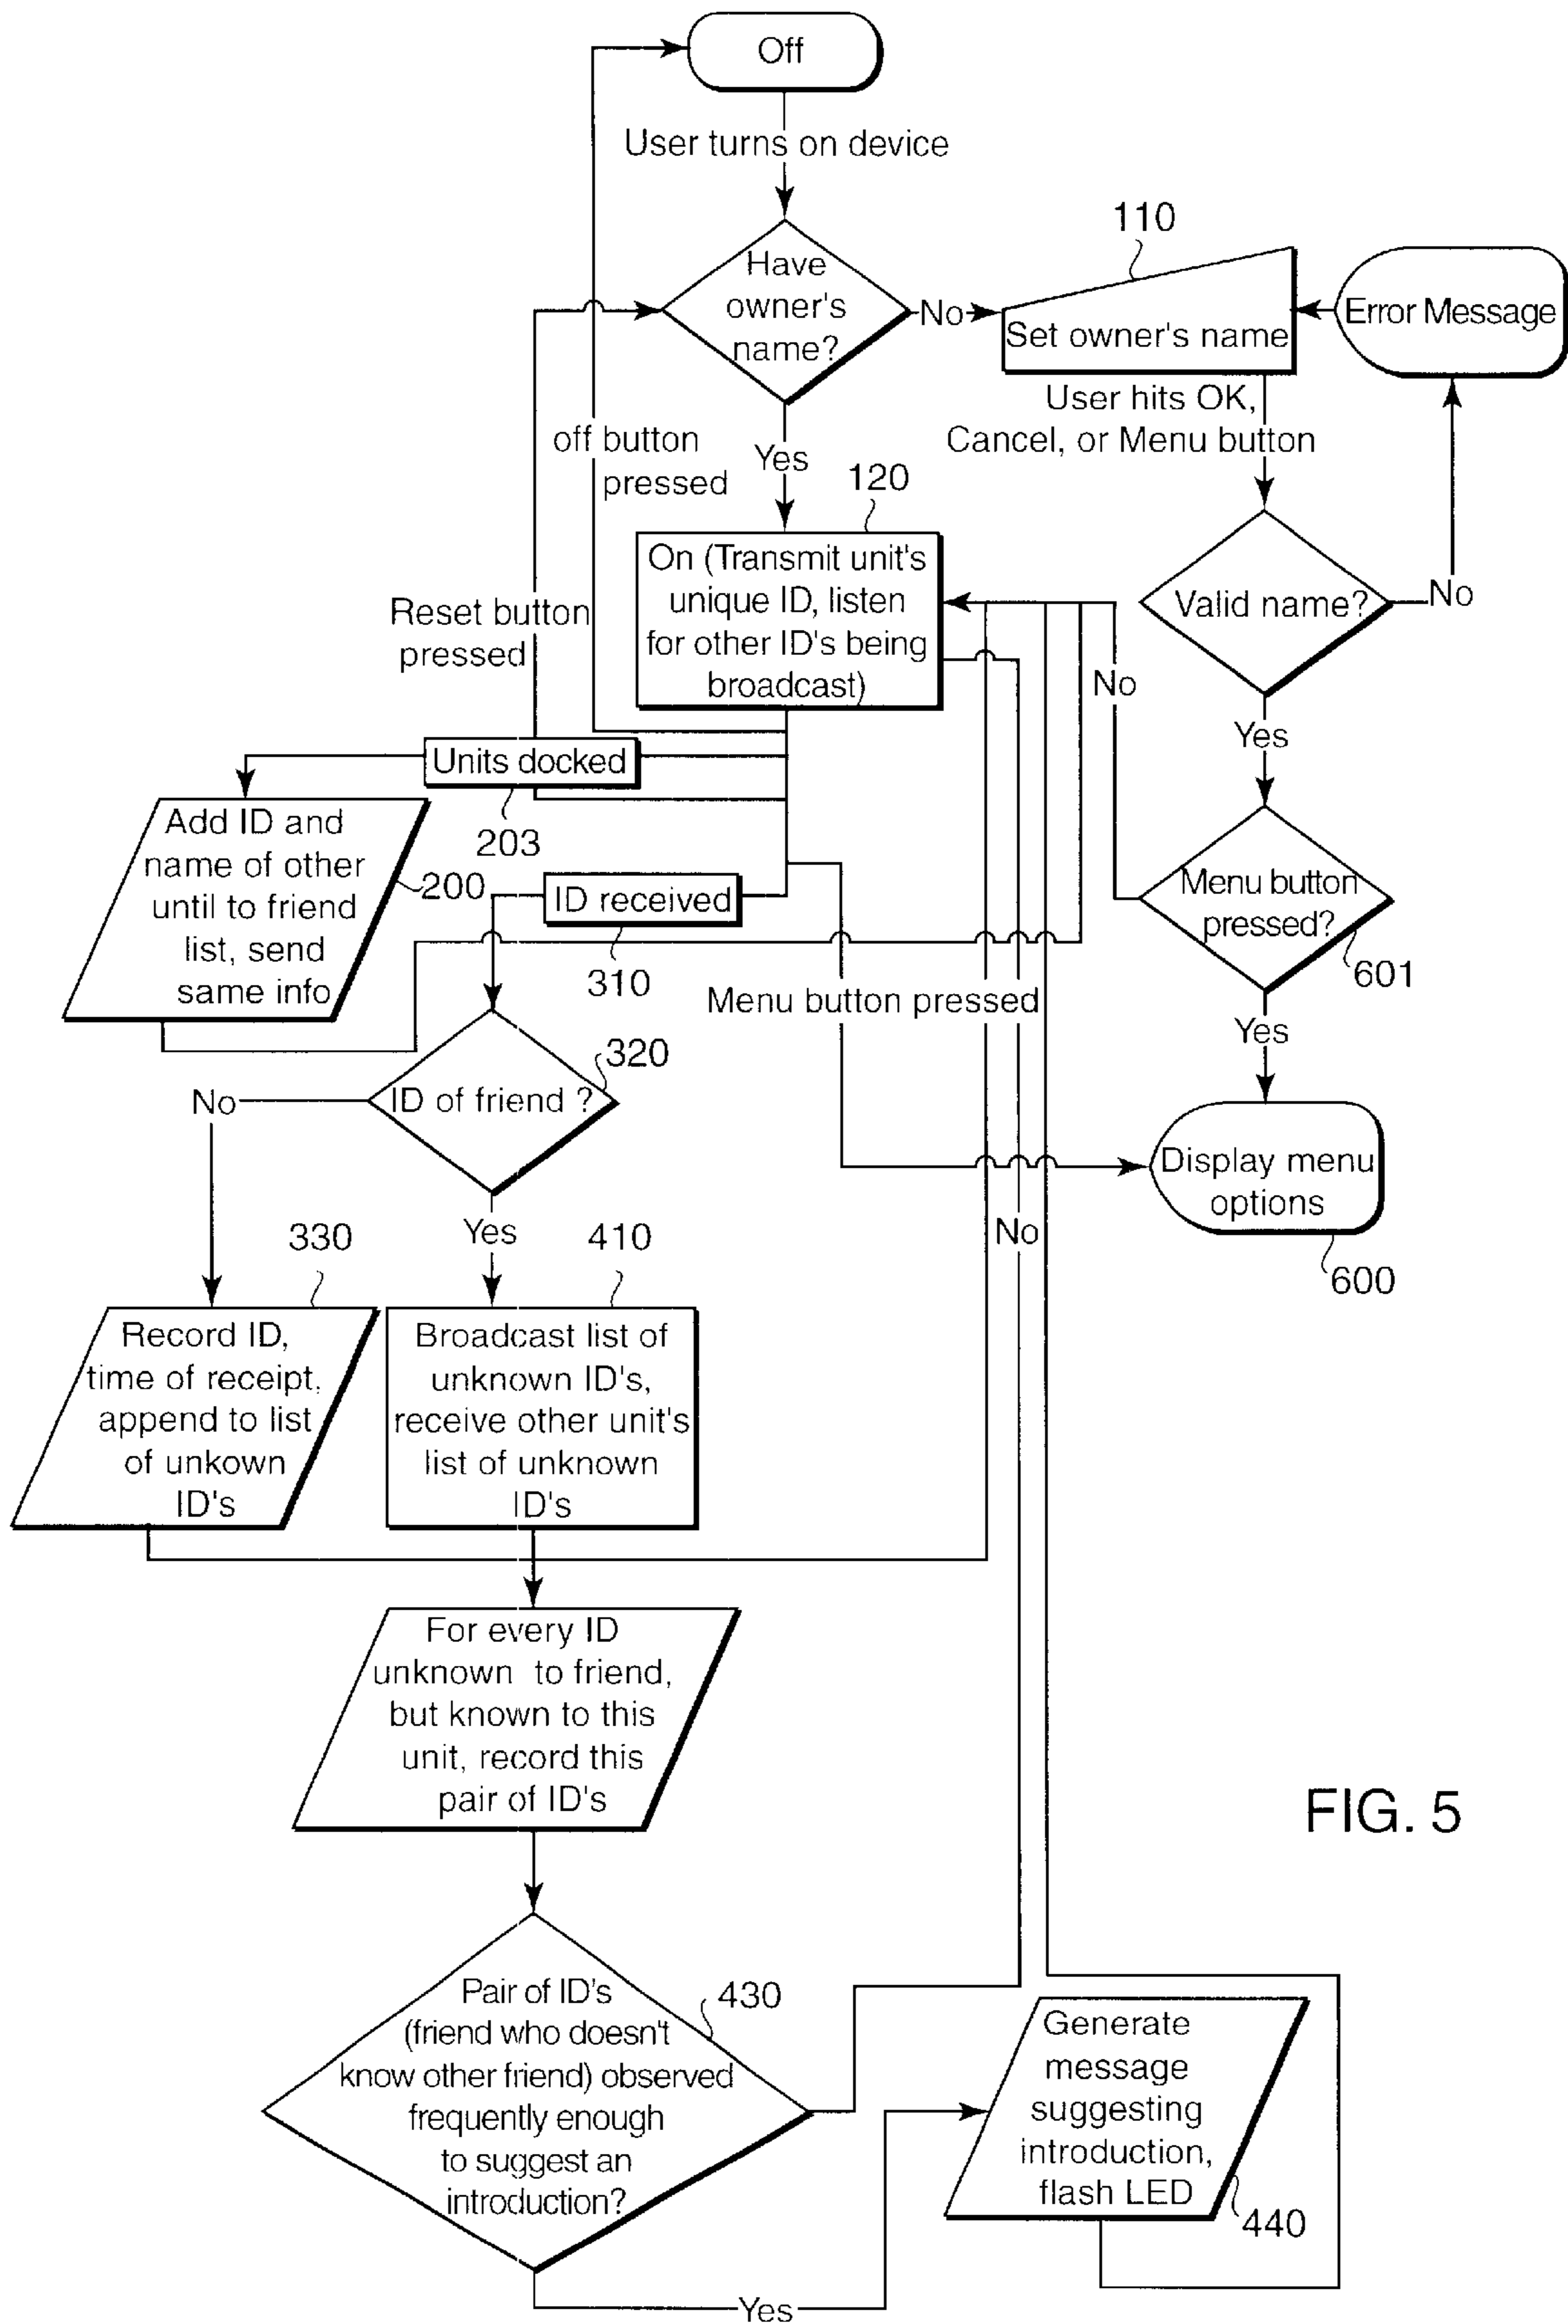 Off
User turns on device
Have
owner's
name?
No
110
Set owner's name
Error Message
User hits OK,
Cancel, or Menu button
off button
pressed
Yes
120
On (Transmit unit's
unique ID, listen
for other ID's being
broadcast)
Valid name?
No
Reset button
pressed
No
Yes
Units docked
203
Add ID and
name of other
until to friend
list, send
same info
200
ID received
310
Menu button
pressed?
601
Menu button pressed
Yes
ID of friend ?
320
No
Yes
Display menu
options
600
No
330
410
Record ID,
time of receipt,
append to list
of unkown
ID's
Broadcast list of
unknown ID's,
receive other unit's
list of unknown
ID's
For every ID
unknown to friend,
but known to this
unit, record this
pair of ID's
FIG. 5
Pair of ID's
(friend who doesn't
know other friend) observed
frequently enough
to suggest an
introduction?
430
Generate
message
suggesting
introduction,
flash LED
440
Yes